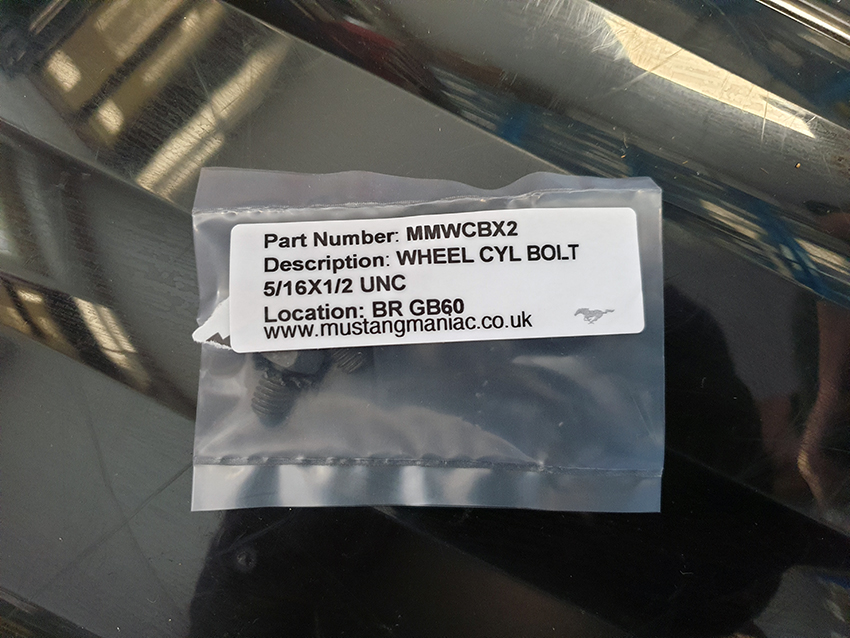 Part Number: MMWCBX2
Description: WHEEL CYL BOLT
5/16X1/2 UNC
Location: BR GB60
www.mustangmaniac.co.uk